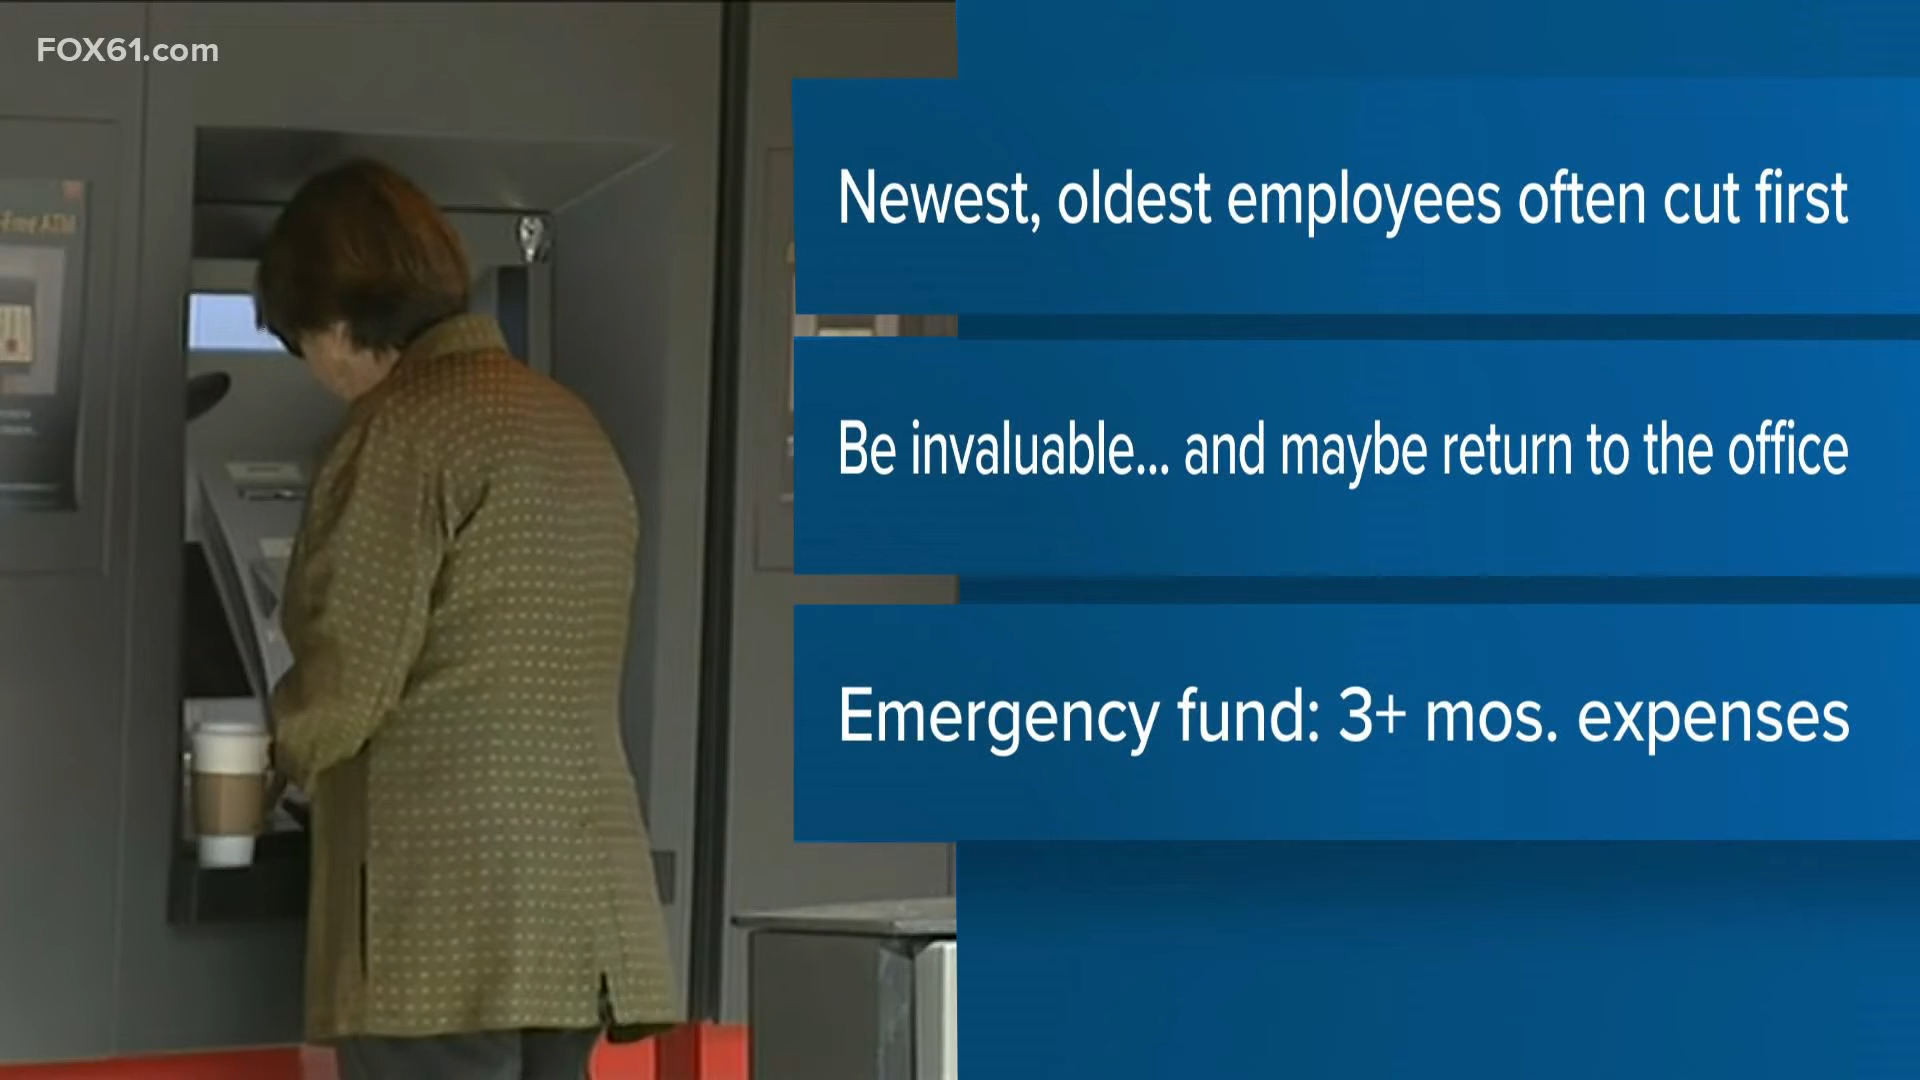 FOX61.com
Newest, oldest employees often cut first
Be invaluable... and maybe return to the office
Emergency fund: 3+ mos. expenses